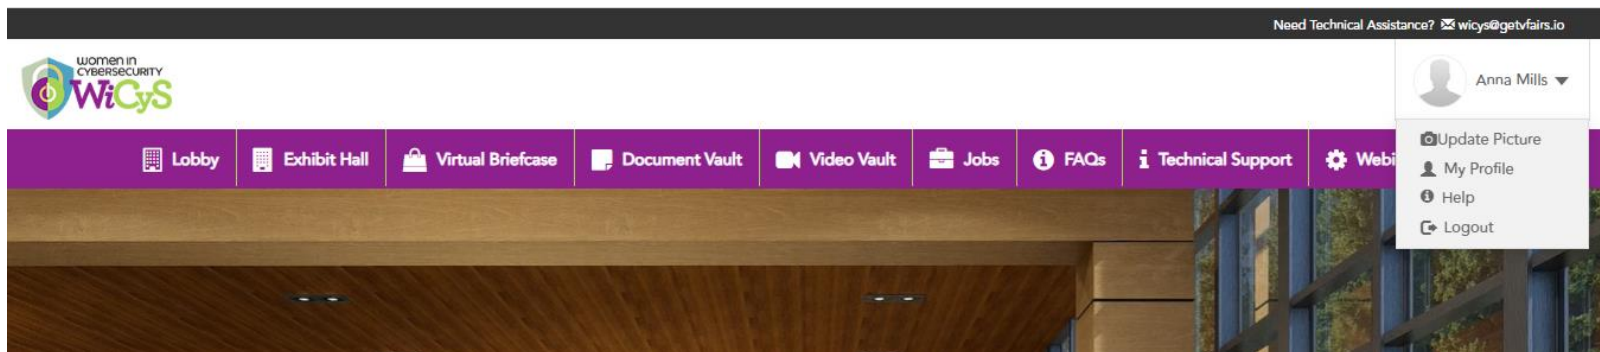 Need Technical Assistance? wicys@getvfairs.io
women in
CYBERSECURITY
WiCyS
Anna Mills
Lobby
Exhibit Hall
Virtual Briefcase
Document Vault
Video Vault
Jobs
FAQs
Technical Support
Webi
Update Picture
My Profile
Help
Logout